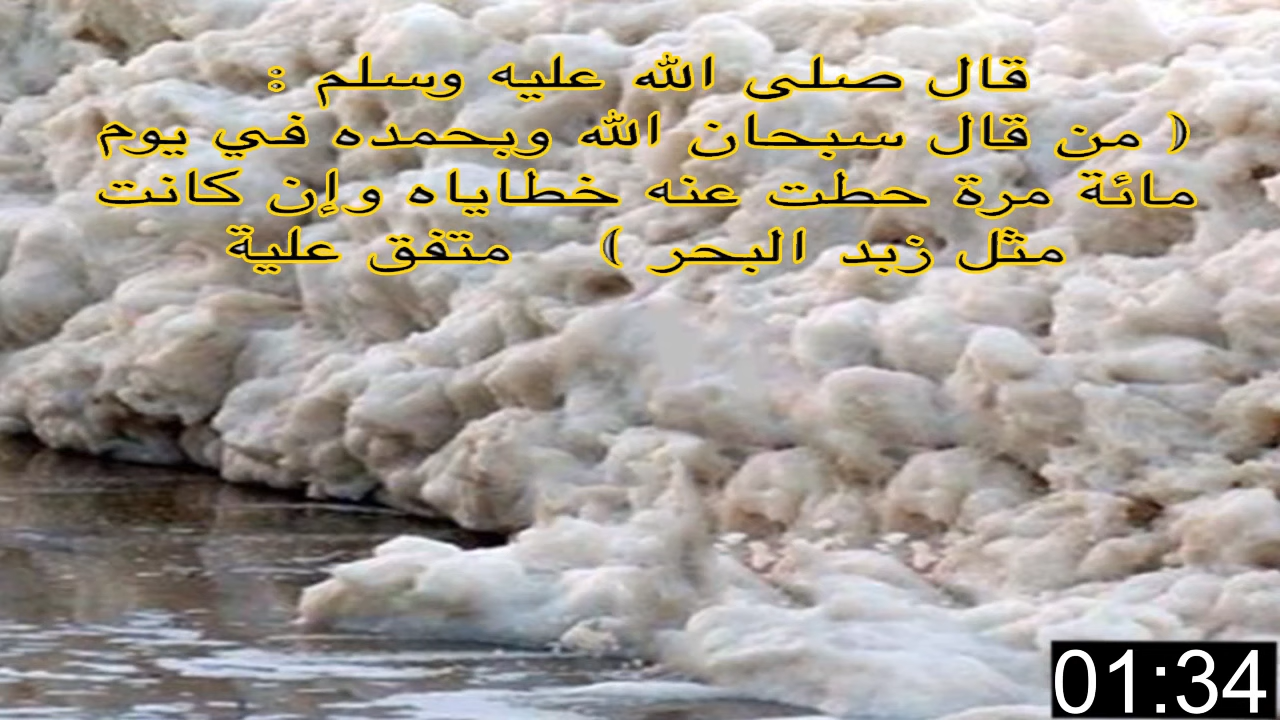 قال صلى الله عليه وسلم :
( من قال سبحان الله وبحمده في يوم
مائة مرة حطت عنه خطاياه وإن كانت
مثل زبد البحر ) متفق علية
01:34